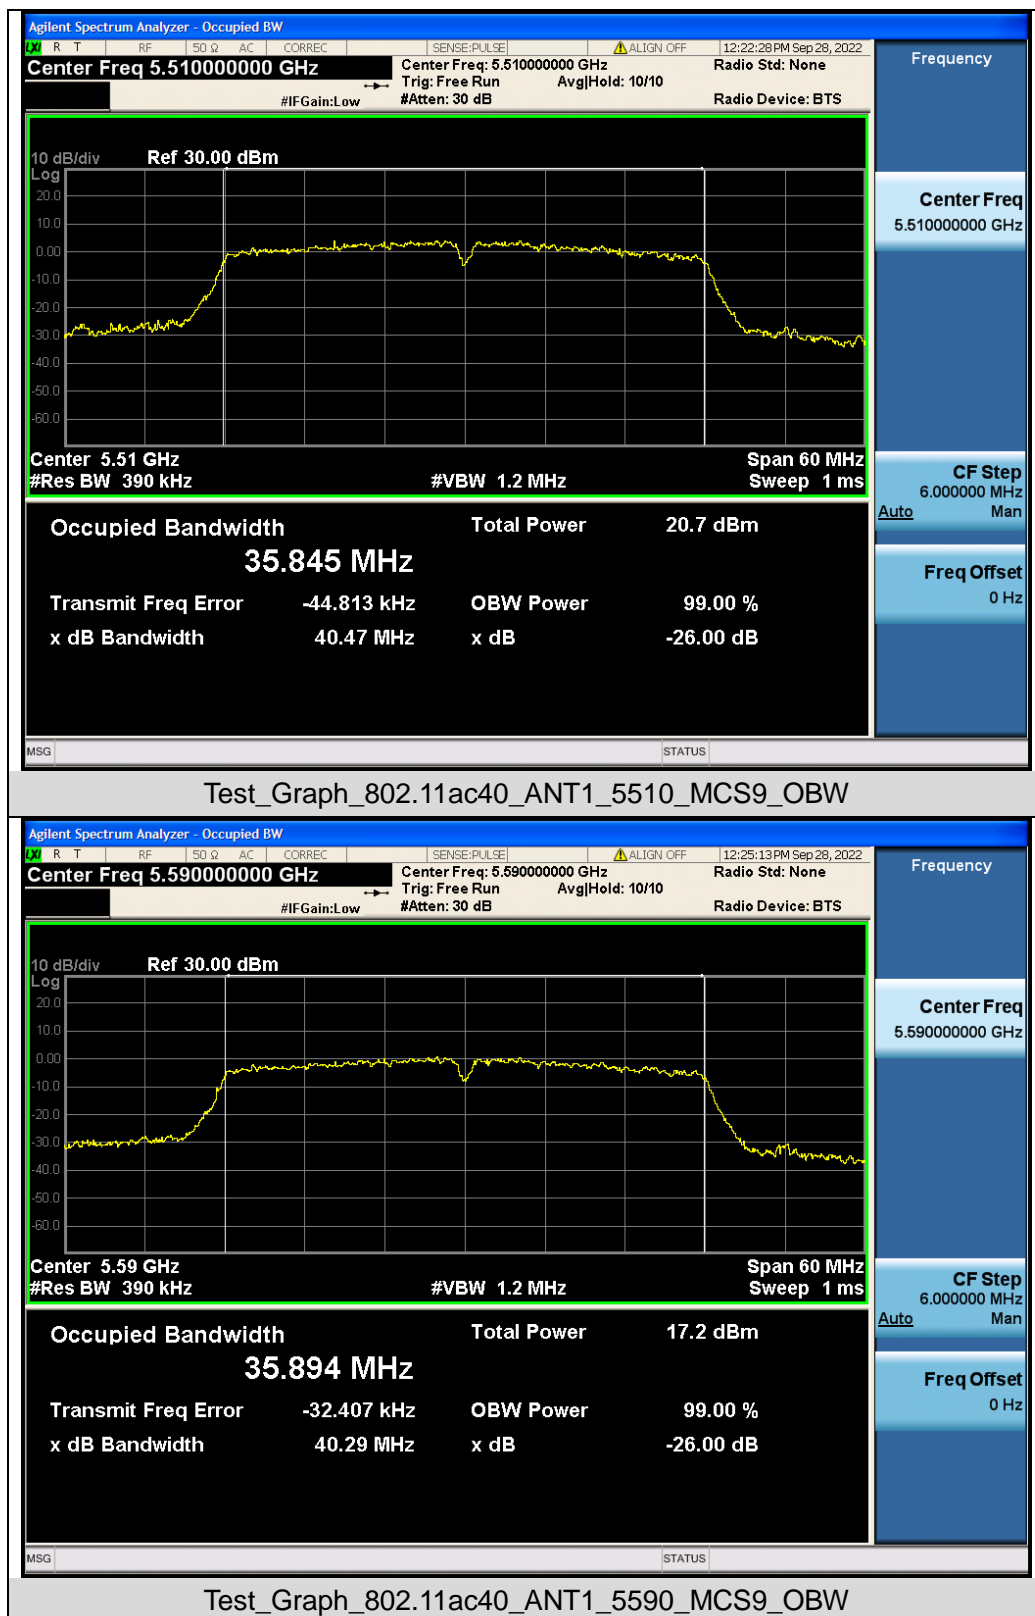 Agilent Spectrum Analyzer - Occupied BW
LXI R T RF 50 Ω AC CORREC SENSE:PULSE ALIGN OFF 12:22:28 PM Sep 28, 2022
Center Freq 5.510000000 GHz
Center Freq: 5.510000000 GHz
Radio Std: None
Trig: Free Run Avg|Hold: 10/10
#IFGain:Low #Atten: 30 dB Radio Device: BTS
Frequency
10 dB/div Ref 30.00 dBm
Log
20.0
10.0
0.00
-10.0
-20.0
-30.0
-40.0
-50.0
-60.0
Center Freq
5.510000000 GHz
Center 5.51 GHz Span 60 MHz
#Res BW 390 kHz #VBW 1.2 MHz Sweep 1 ms
CF Step
6.000000 MHz
Auto Man
Occupied Bandwidth Total Power 20.7 dBm
35.845 MHz
Freq Offset
0 Hz
Transmit Freq Error -44.813 kHz OBW Power 99.00 %
x dB Bandwidth 40.47 MHz x dB -26.00 dB
MSG STATUS
Test_Graph_802.11ac40_ANT1_5510_MCS9_OBW
Agilent Spectrum Analyzer - Occupied BW
LXI R T RF 50 Ω AC CORREC SENSE:PULSE ALIGN OFF 12:25:13 PM Sep 28, 2022
Center Freq 5.590000000 GHz
Center Freq: 5.590000000 GHz
Radio Std: None
Trig: Free Run Avg|Hold: 10/10
#IFGain:Low #Atten: 30 dB Radio Device: BTS
Frequency
10 dB/div Ref 30.00 dBm
Log
20.0
10.0
0.00
-10.0
-20.0
-30.0
-40.0
-50.0
-60.0
Center Freq
5.590000000 GHz
Center 5.59 GHz Span 60 MHz
#Res BW 390 kHz #VBW 1.2 MHz Sweep 1 ms
CF Step
6.000000 MHz
Auto Man
Occupied Bandwidth Total Power 17.2 dBm
35.894 MHz
Freq Offset
0 Hz
Transmit Freq Error -32.407 kHz OBW Power 99.00 %
x dB Bandwidth 40.29 MHz x dB -26.00 dB
MSG STATUS
Test_Graph_802.11ac40_ANT1_5590_MCS9_OBW